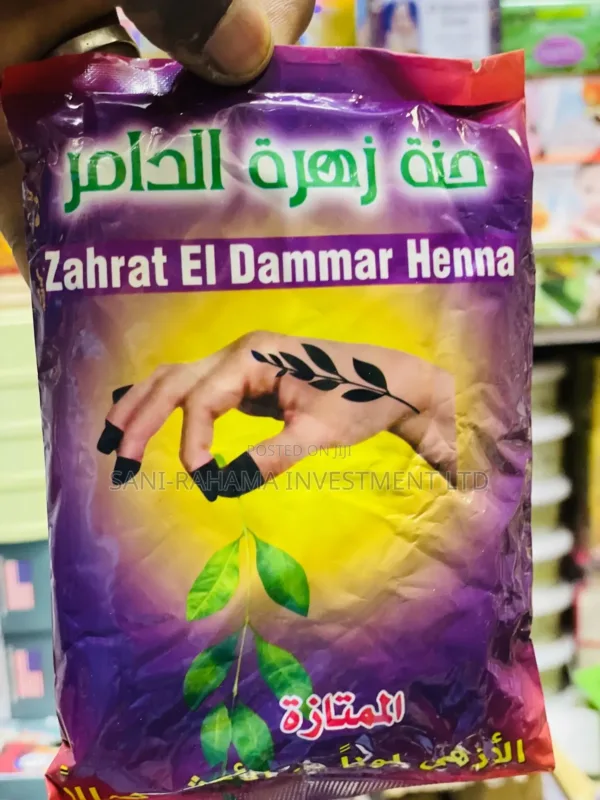 حنة زهرة الدامر
Zahrat El Dammar Henna
POSTED ON JIJI
SANI-RAHAMA INVESTMENT LTD
الممتازة
الأزهى لوناً